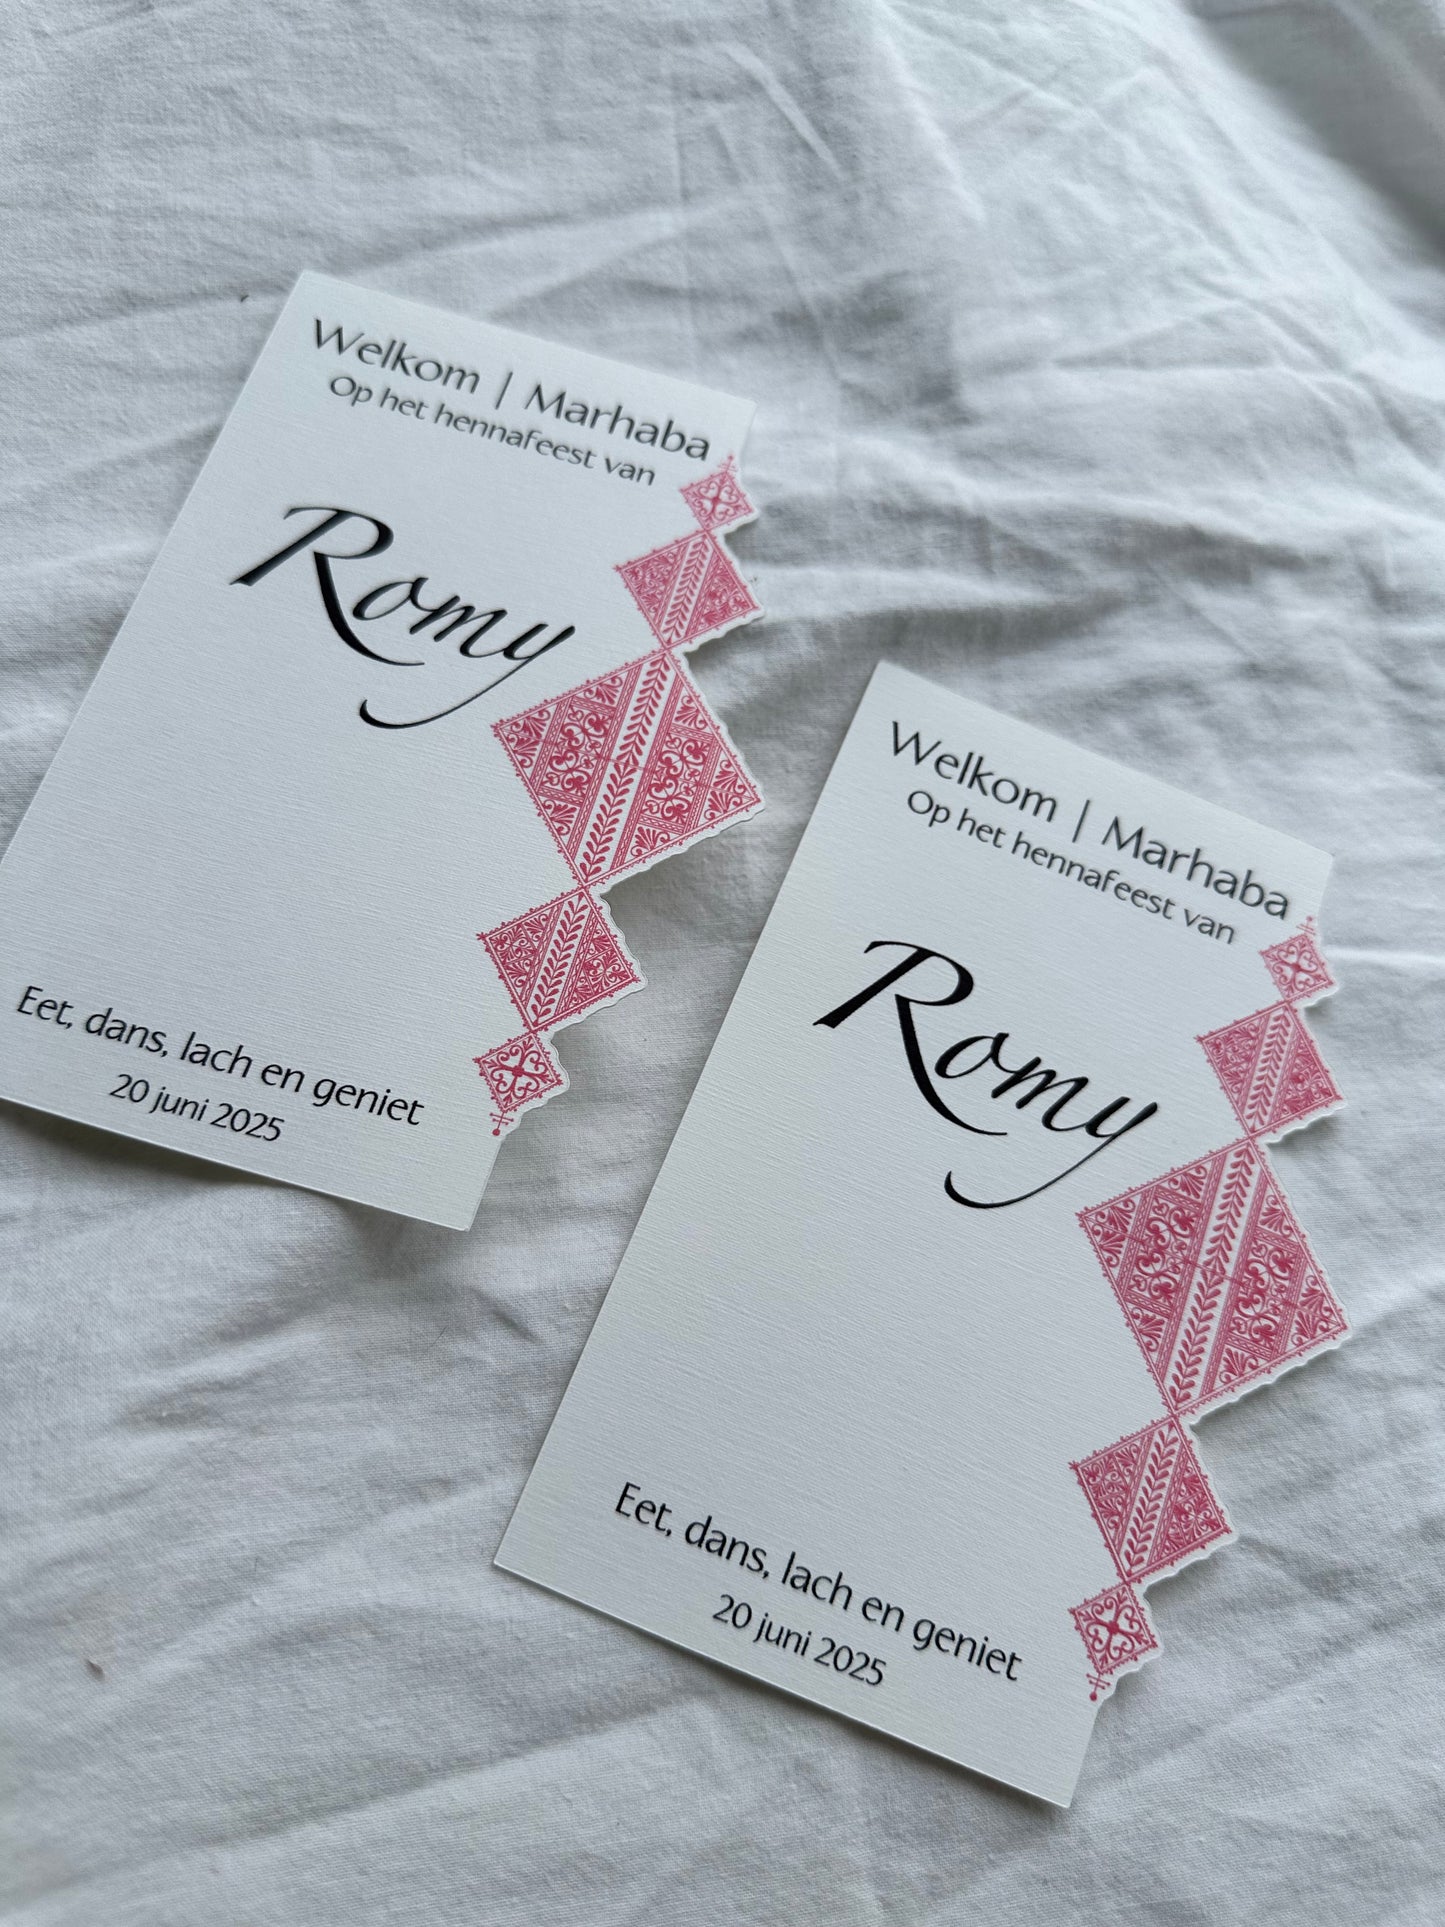 Welkom | Marhaba
Op het hennafeest van
Romy
Eet, dans, lach en geniet
20 juni 2025
Welkom | Marhaba
Op het hennafeest van
Romy
Eet, dans, lach en geniet
20 juni 2025